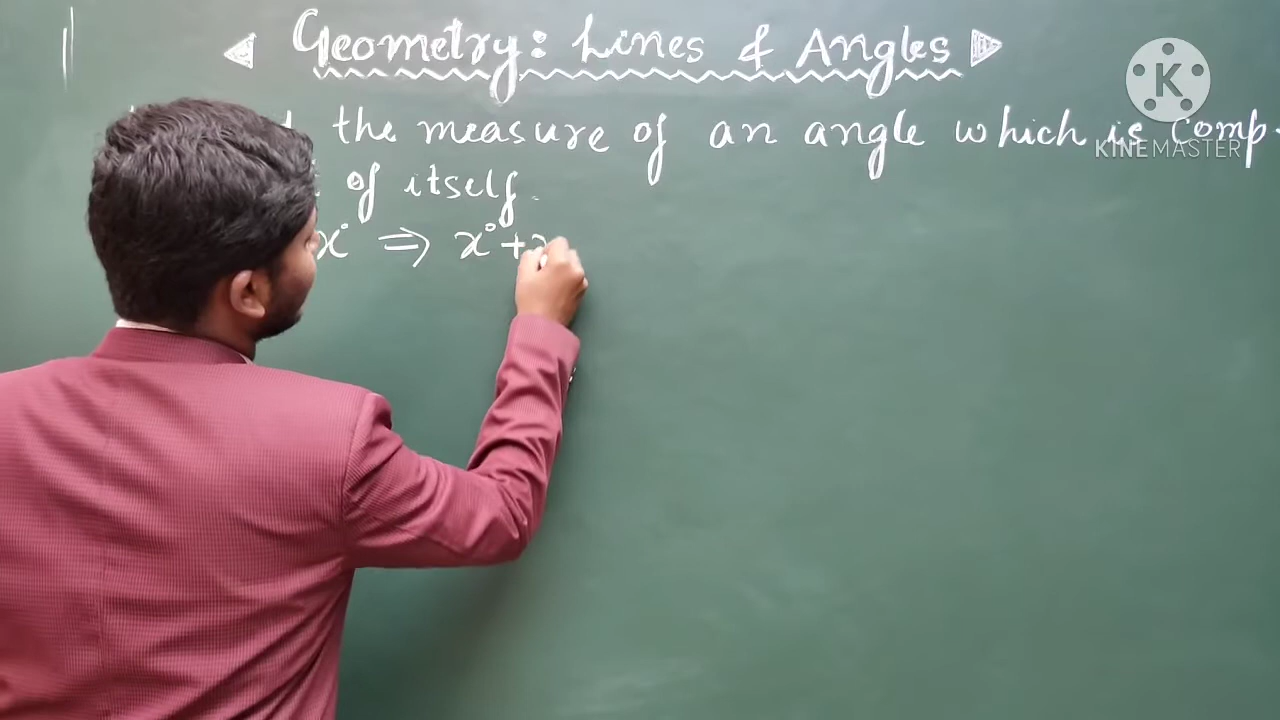 Geometry: Lines & Angles
the measure of an angle which is comp.
of itself.
x° ⇒ x° + x
K
KINEMASTER